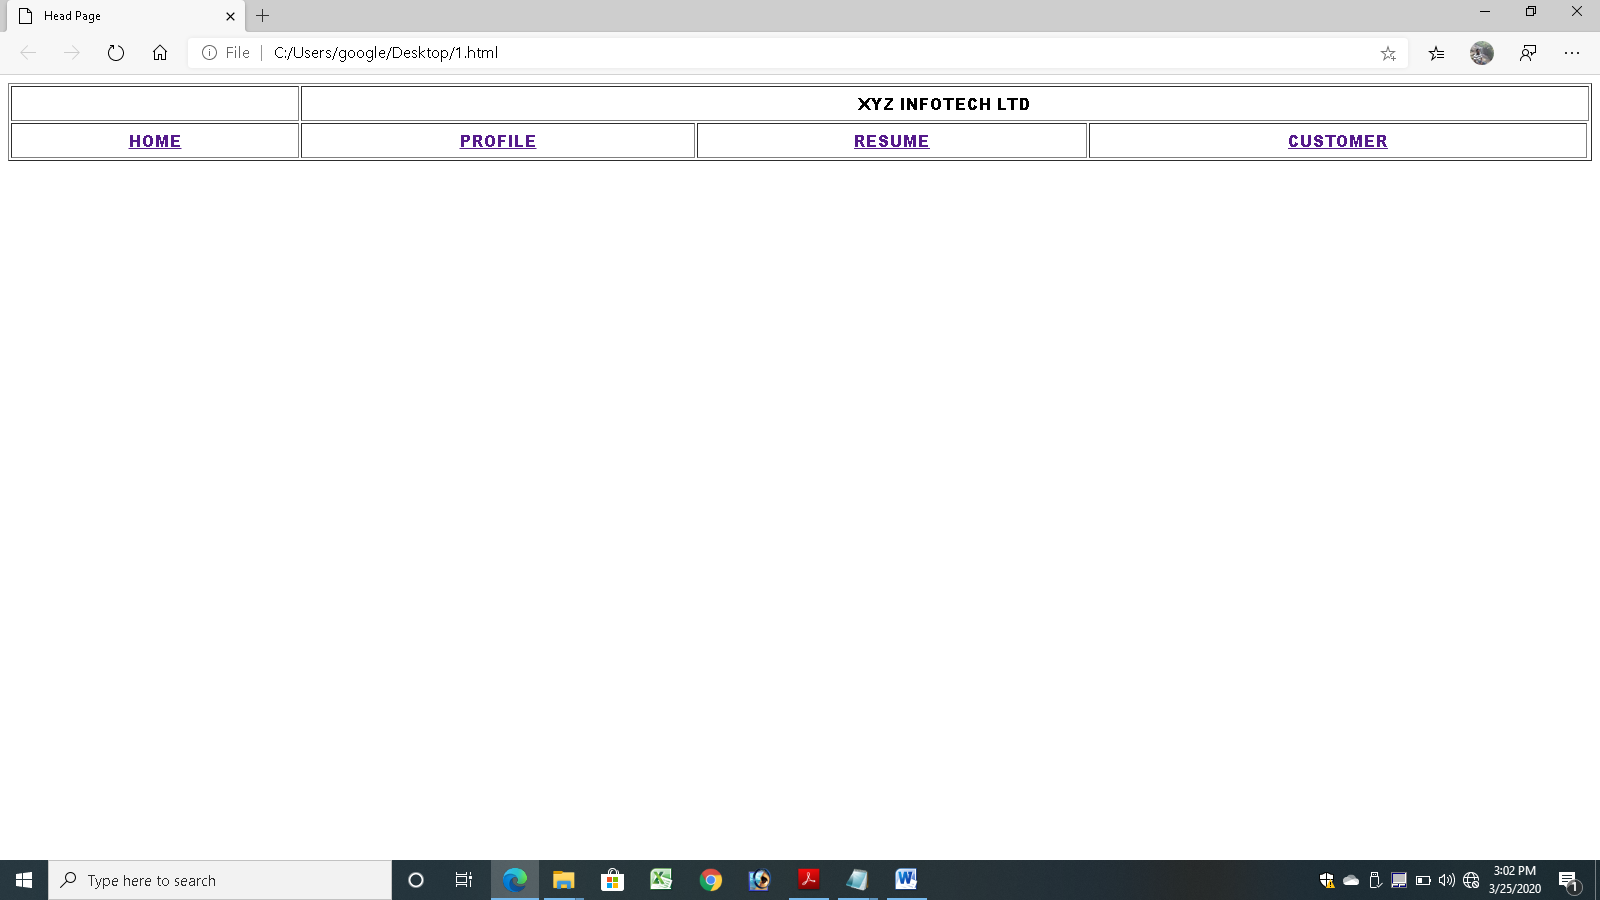 Head Page
File | C:/Users/google/Desktop/1.html
XYZ INFOTECH LTD
HOME PROFILE RESUME CUSTOMER
Type here to search
3:02 PM
3/25/2020
1